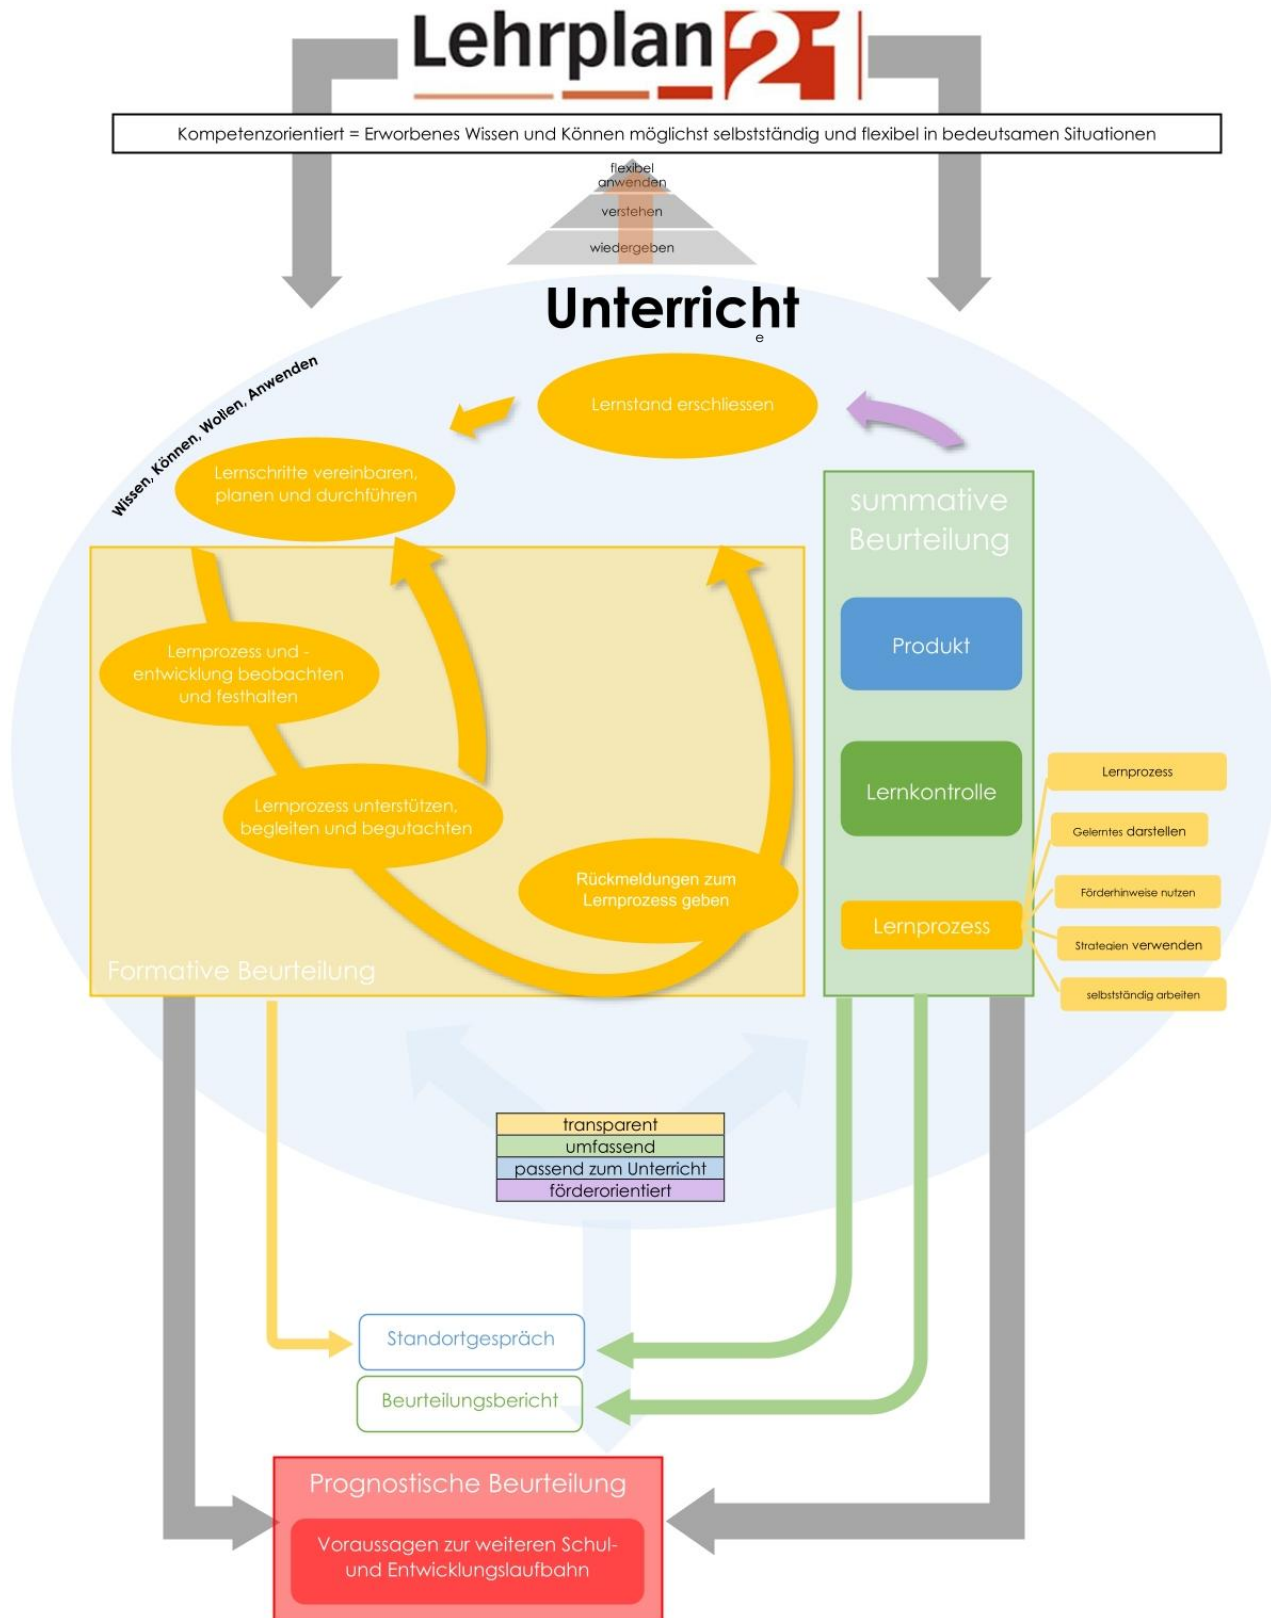 Lehrplan 21
Kompetenzorientiert = Erworbenes Wissen und Können möglichst selbstständig und flexibel in bedeutsamen Situationen
flexibel
anwenden
verstehen
wiedergeben
Unterricht
e
Wissen, Können, Wollen, Anwenden
Lernstand erschliessen
Lernschritte vereinbaren,
planen und durchführen
summative
Beurteilung
Produkt
Lernkontrolle
Lernprozess
Lernprozess und -
entwicklung beobachten
und festhalten
Lernprozess unterstützen,
begleiten und begutachten
Rückmeldungen zum
Lernprozess geben
Formative Beurteilung
Lernprozess
Gelerntes darstellen
Förderhinweise nutzen
Strategien verwenden
selbstständig arbeiten
transparent
umfassend
passend zum Unterricht
förderorientiert
Standortgespräch
Beurteilungsbericht
Prognostische Beurteilung
Voraussagen zur weiteren Schul-
und Entwicklungslaufbahn